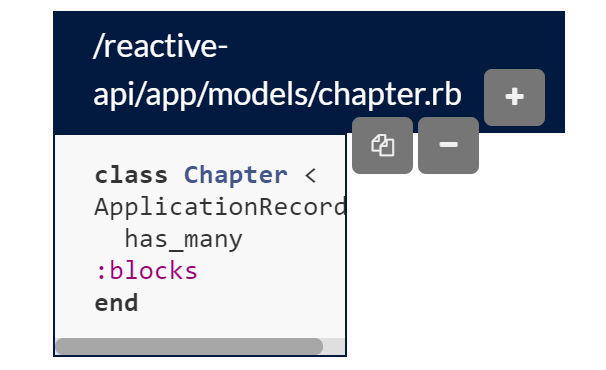 /reactive-
api/app/models/chapter.rb
class Chapter <
ApplicationRecord
has_many
:blocks
end